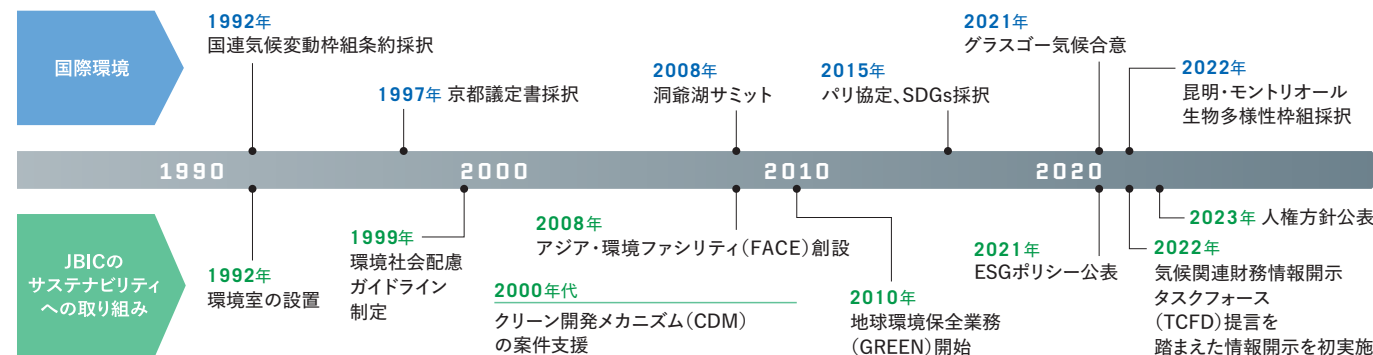 国際環境
1992年
国連気候変動枠組条約採択
1997年 京都議定書採択
2008年
洞爺湖サミット
2015年
パリ協定、SDGs採択
2021年
グラスゴー気候合意
2022年
昆明・モントリオール
生物多様性枠組採択
1990
2000
2010
2020
JBICの
サステナビリティ
への取り組み
1992年
環境室の設置
1999年
環境社会配慮
ガイドライン
制定
2008年
アジア・環境ファシリティ(FACE)創設
2000年代
クリーン開発メカニズム(CDM)
の案件支援
2010年
地球環境保全業務
(GREEN)開始
2021年
ESGポリシー公表
2023年 人権方針公表
2022年
気候関連財務情報開示
タスクフォース
(TCFD)提言を
踏まえた情報開示を初実施